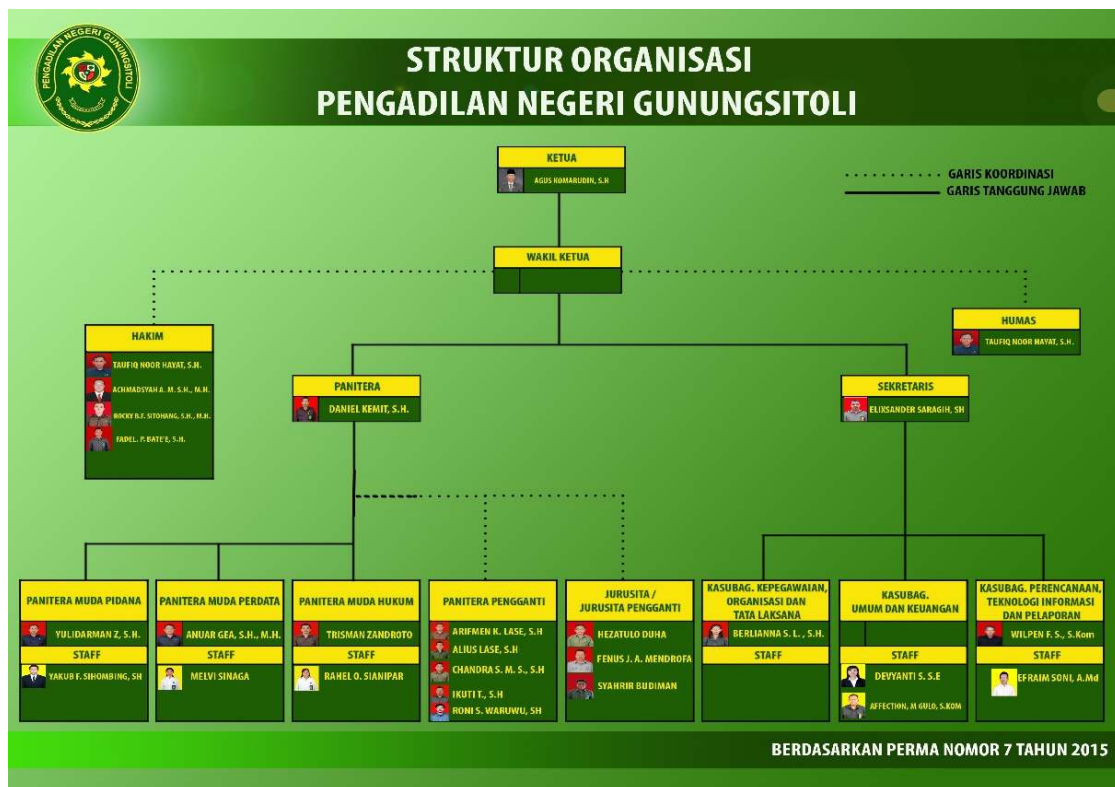 PENGADILAN NEGERI GUNUNGSITOLI
STRUKTUR ORGANISASI
PENGADILAN NEGERI GUNUNGSITOLI
KETUA
AGUS KOMARUDIN, S.H
GARIS KOORDINASI
GARIS TANGGUNG JAWAB
WAKIL KETUA
HAKIM
TAUFIQ NOOR HAYAT, S.H.
ACHMADSYAH A. M. S.H., M.H.
ROCKY B.F. SITOHANG, S.H., M.H.
FADEL. P. BATE'E, S.H.
HUMAS
TAUFIQ NOOR HAYAT, S.H.
PANITERA
DANIEL KEMIT, S.H.
SEKRETARIS
ELIXSANDER SARAGIH, SH
PANITERA MUDA PIDANA
YULIDARMAN Z, S.H.
STAFF
YAKUB F. SIHOMBING, SH
PANITERA MUDA PERDATA
ANUAR GEA, S.H., M.H.
STAFF
MELVI SINAGA
PANITERA MUDA HUKUM
TRISMAN ZANDROTO
STAFF
RAHEL O. SIANIPAR
PANITERA PENGGANTI
ARIFMEN K. LASE, S.H
ALIUS LASE, S.H
CHANDRA S. M. S., S.H
IKUTI T., S.H
RONI S. WARUWU, SH
JURUSITA /
JURUSITA PENGGANTI
HEZATULO DUHA
FENUS J. A. MENDROFA
SYAHRIR BUDIMAN
KASUBAG. KEPEGAWAIAN,
ORGANISASI DAN
TATA LAKSANA
BERLIANNA S. L. , S.H.
STAFF
KASUBAG.
UMUM DAN KEUANGAN
STAFF
DEVYANTI S. S.E
AFFECTION, M GULO, S.KOM
KASUBAG. PERENCANAAN,
TEKNOLOGI INFORMASI
DAN PELAPORAN
WILPEN F. S., S.Kom
STAFF
EFRAIM SONI, A.Md
BERDASARKAN PERMA NOMOR 7 TAHUN 2015